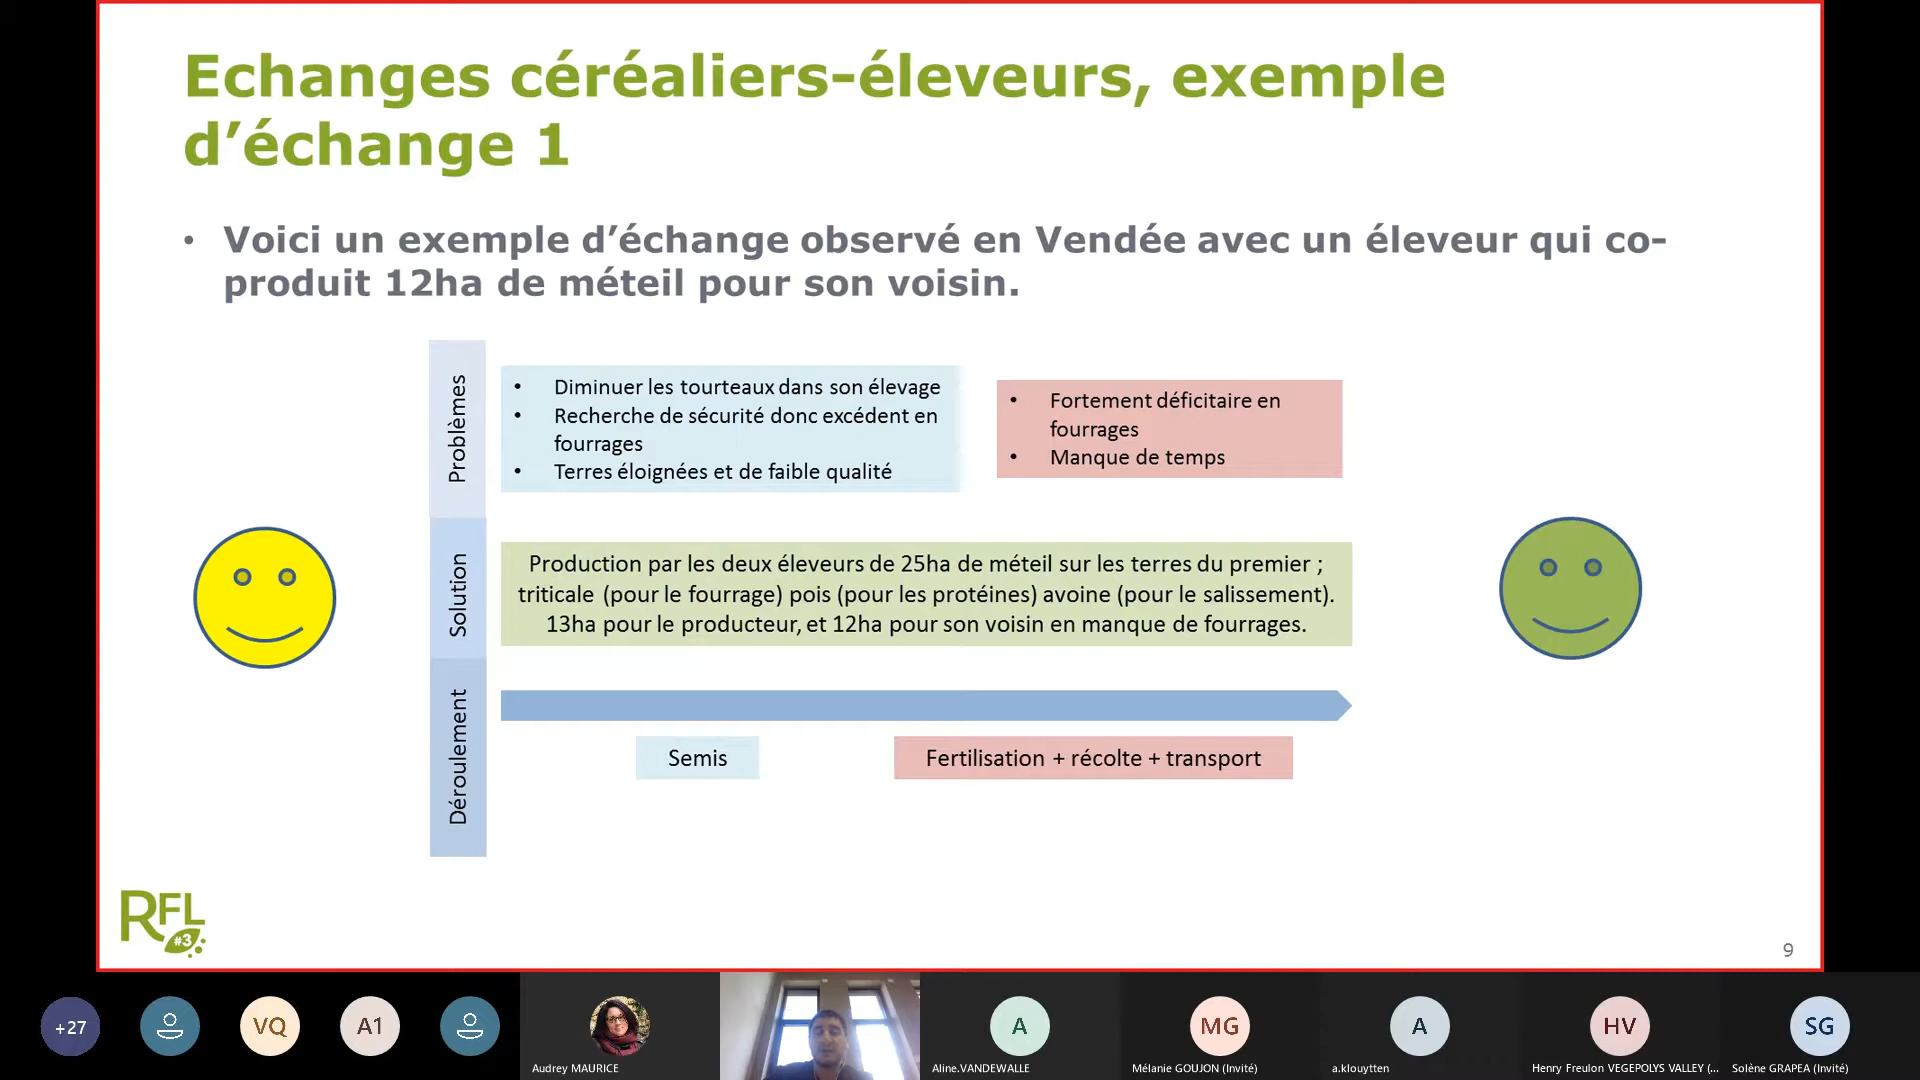 Echanges céréaliers-éleveurs, exemple
d’échange 1
• Voici un exemple d’échange observé en Vendée avec un éleveur qui co-
produit 12ha de méteil pour son voisin.
Problèmes
• Diminuer les tourteaux dans son élevage
• Recherche de sécurité donc excédent en
fourrages
• Terres éloignées et de faible qualité
• Fortement déficitaire en
fourrages
• Manque de temps
Solution
Production par les deux éleveurs de 25ha de méteil sur les terres du premier ;
triticale (pour le fourrage) pois (pour les protéines) avoine (pour le salissement).
13ha pour le producteur, et 12ha pour son voisin en manque de fourrages.
Déroulement
Semis
Fertilisation + récolte + transport
RFL
#3
9
+27
VQ
A1
Audrey MAURICE
A
Aline.VANDEWALLE
MG
Mélanie GOUJON (Invité)
A
a.klouytten
HV
Henry Freulon VEGEPOLYS VALLEY (...
SG
Solène GRAPEA (Invité)